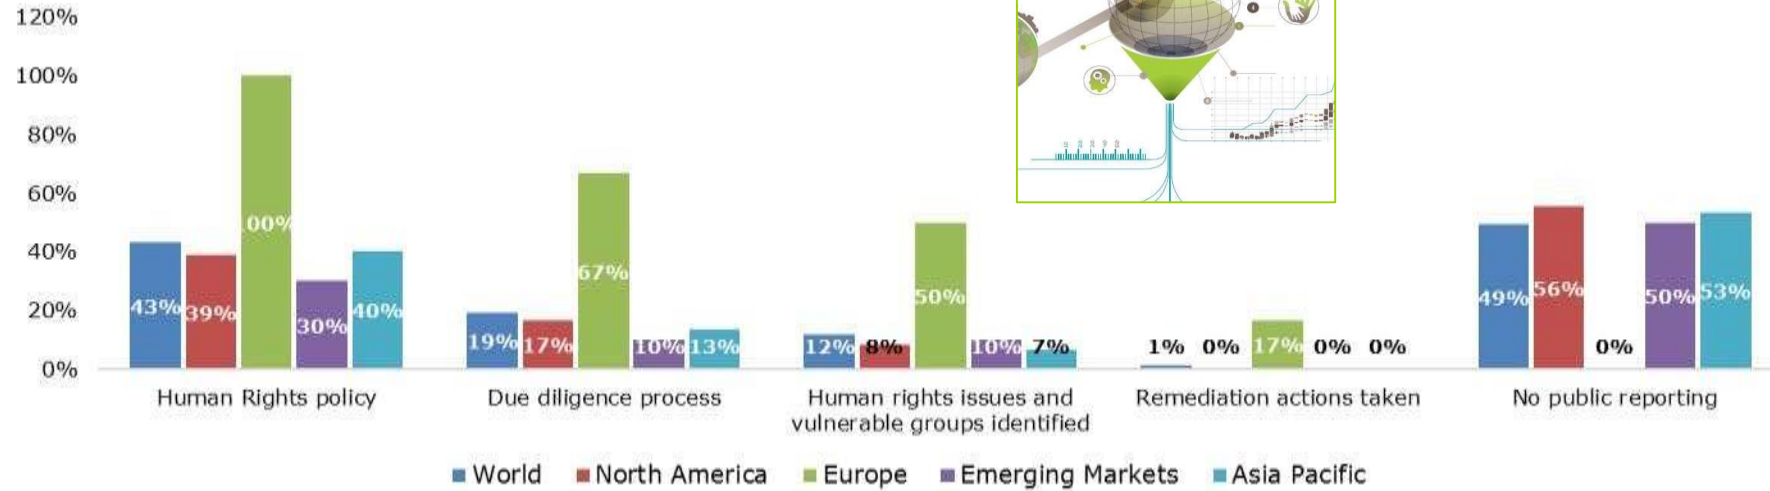 120%
100%
80%
60%
40%
20%
0%
43% 39% 00% 30% 40%
19% 17% 67% 10% 13%
12% 8% 50% 10% 7%
1% 0% 17% 0% 0%
49% 56% 0% 50% 53%
Human Rights policy
Due diligence process
Human rights issues and
vulnerable groups identified
Remediation actions taken
No public reporting
World North America Europe Emerging Markets Asia Pacific